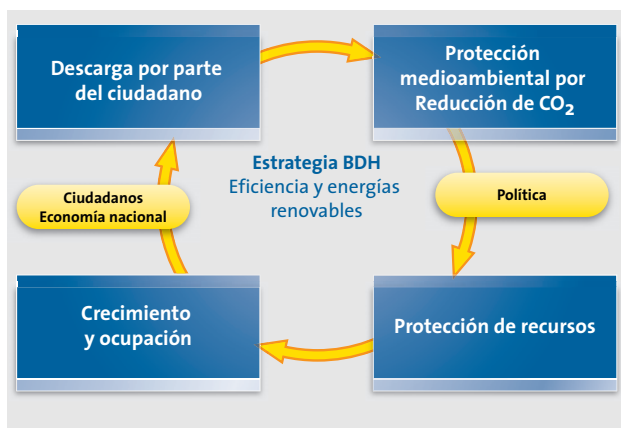 Descarga por parte
del ciudadano
Protección
medioambiental por
Reducción de CO₂
Estrategia BDH
Eficiencia y energías
renovables
Ciudadanos
Economía nacional
Política
Crecimiento
y ocupación
Protección de recursos